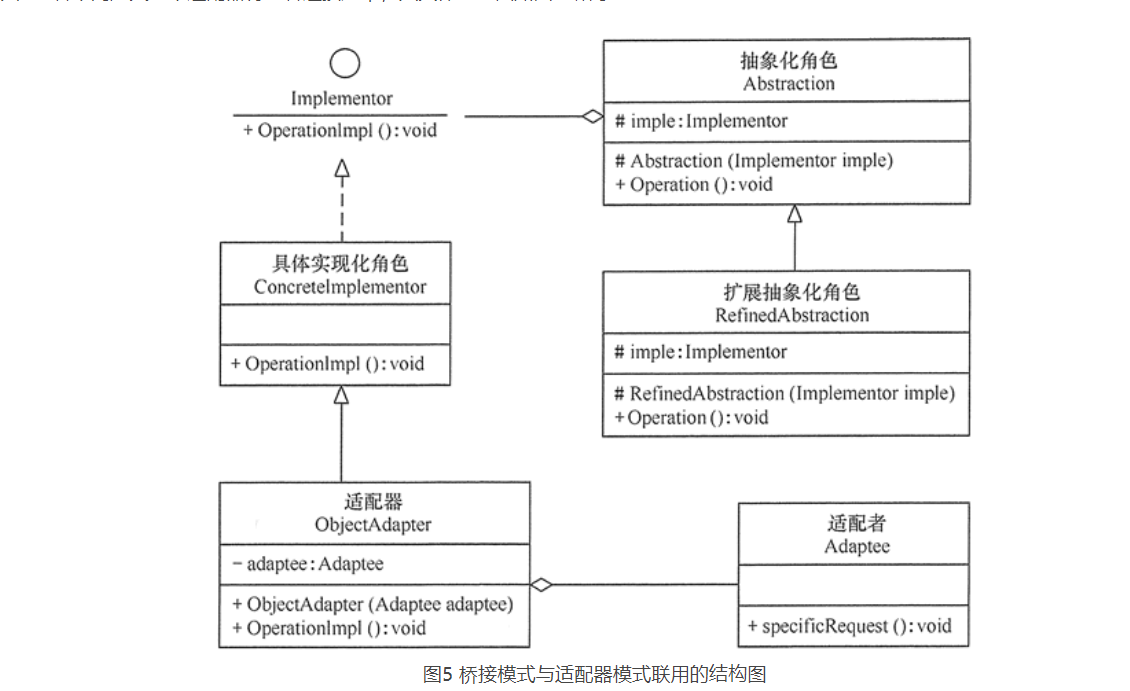 Implementor
+ OperationImpl (): void
抽象化角色
Abstraction
# imple: Implementor
# Abstraction (Implementor imple)
+ Operation (): void
具体实现化角色
ConcreteImplementor
+ OperationImpl (): void
扩展抽象化角色
RefinedAbstraction
# imple: Implementor
# RefinedAbstraction (Implementor imple)
+ Operation (): void
适配器
ObjectAdapter
− adaptee: Adaptee
+ ObjectAdapter (Adaptee adaptee)
+ OperationImpl (): void
适配者
Adaptee
+ specificRequest (): void
图5 桥接模式与适配器模式联用的结构图